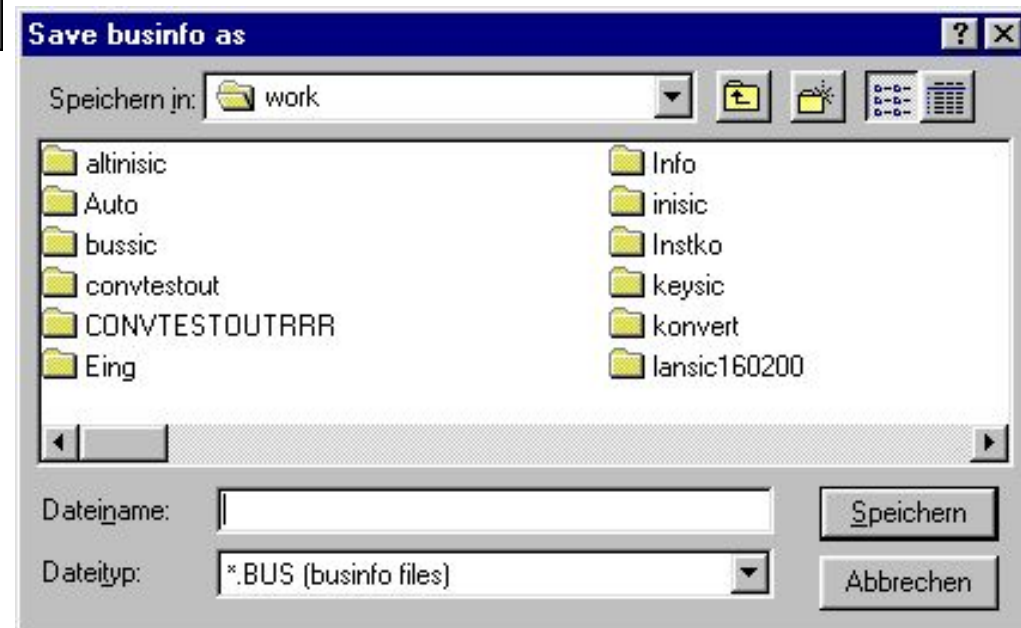 Save businfo as
Speichern in: work
altinisic
Auto
bussic
convtestout
CONVTESTOUTRRR
Eing
Info
inisic
Instko
keysic
konvert
lansic160200
Dateiname:
Speichern
Dateityp: *.BUS (businfo files)
Abbrechen